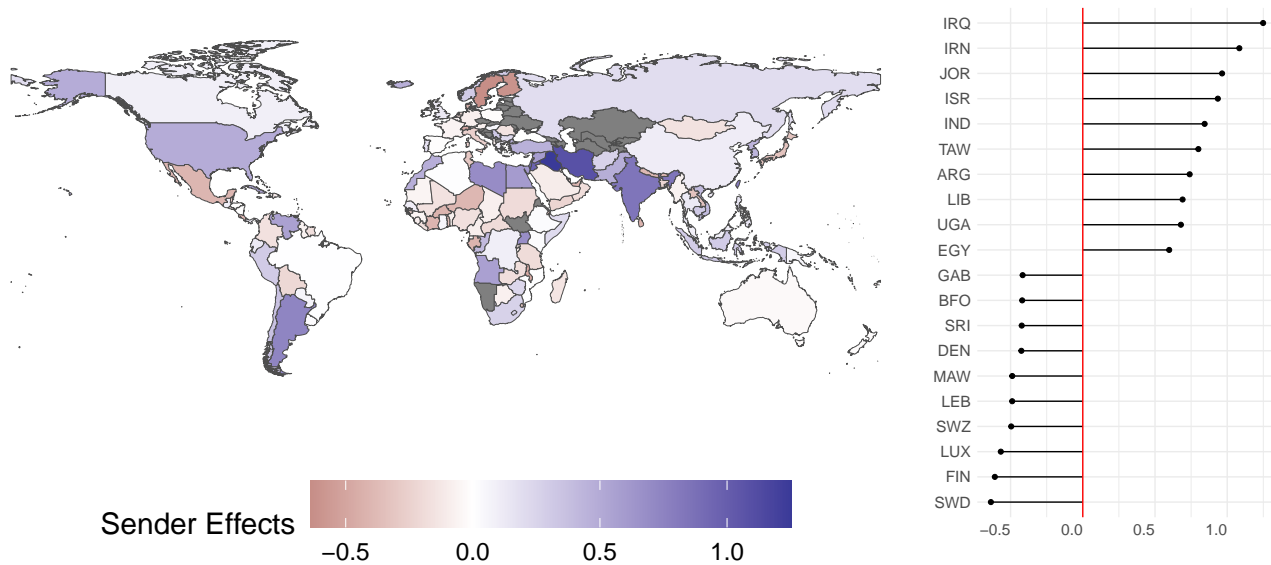 IRQ
IRN
JOR
ISR
IND
TAW
ARG
LIB
UGA
EGY
GAB
BFO
SRI
DEN
MAW
LEB
SWZ
LUX
FIN
SWD
−0.5 0.0 0.5 1.0
Sender Effects
−0.5 0.0 0.5 1.0